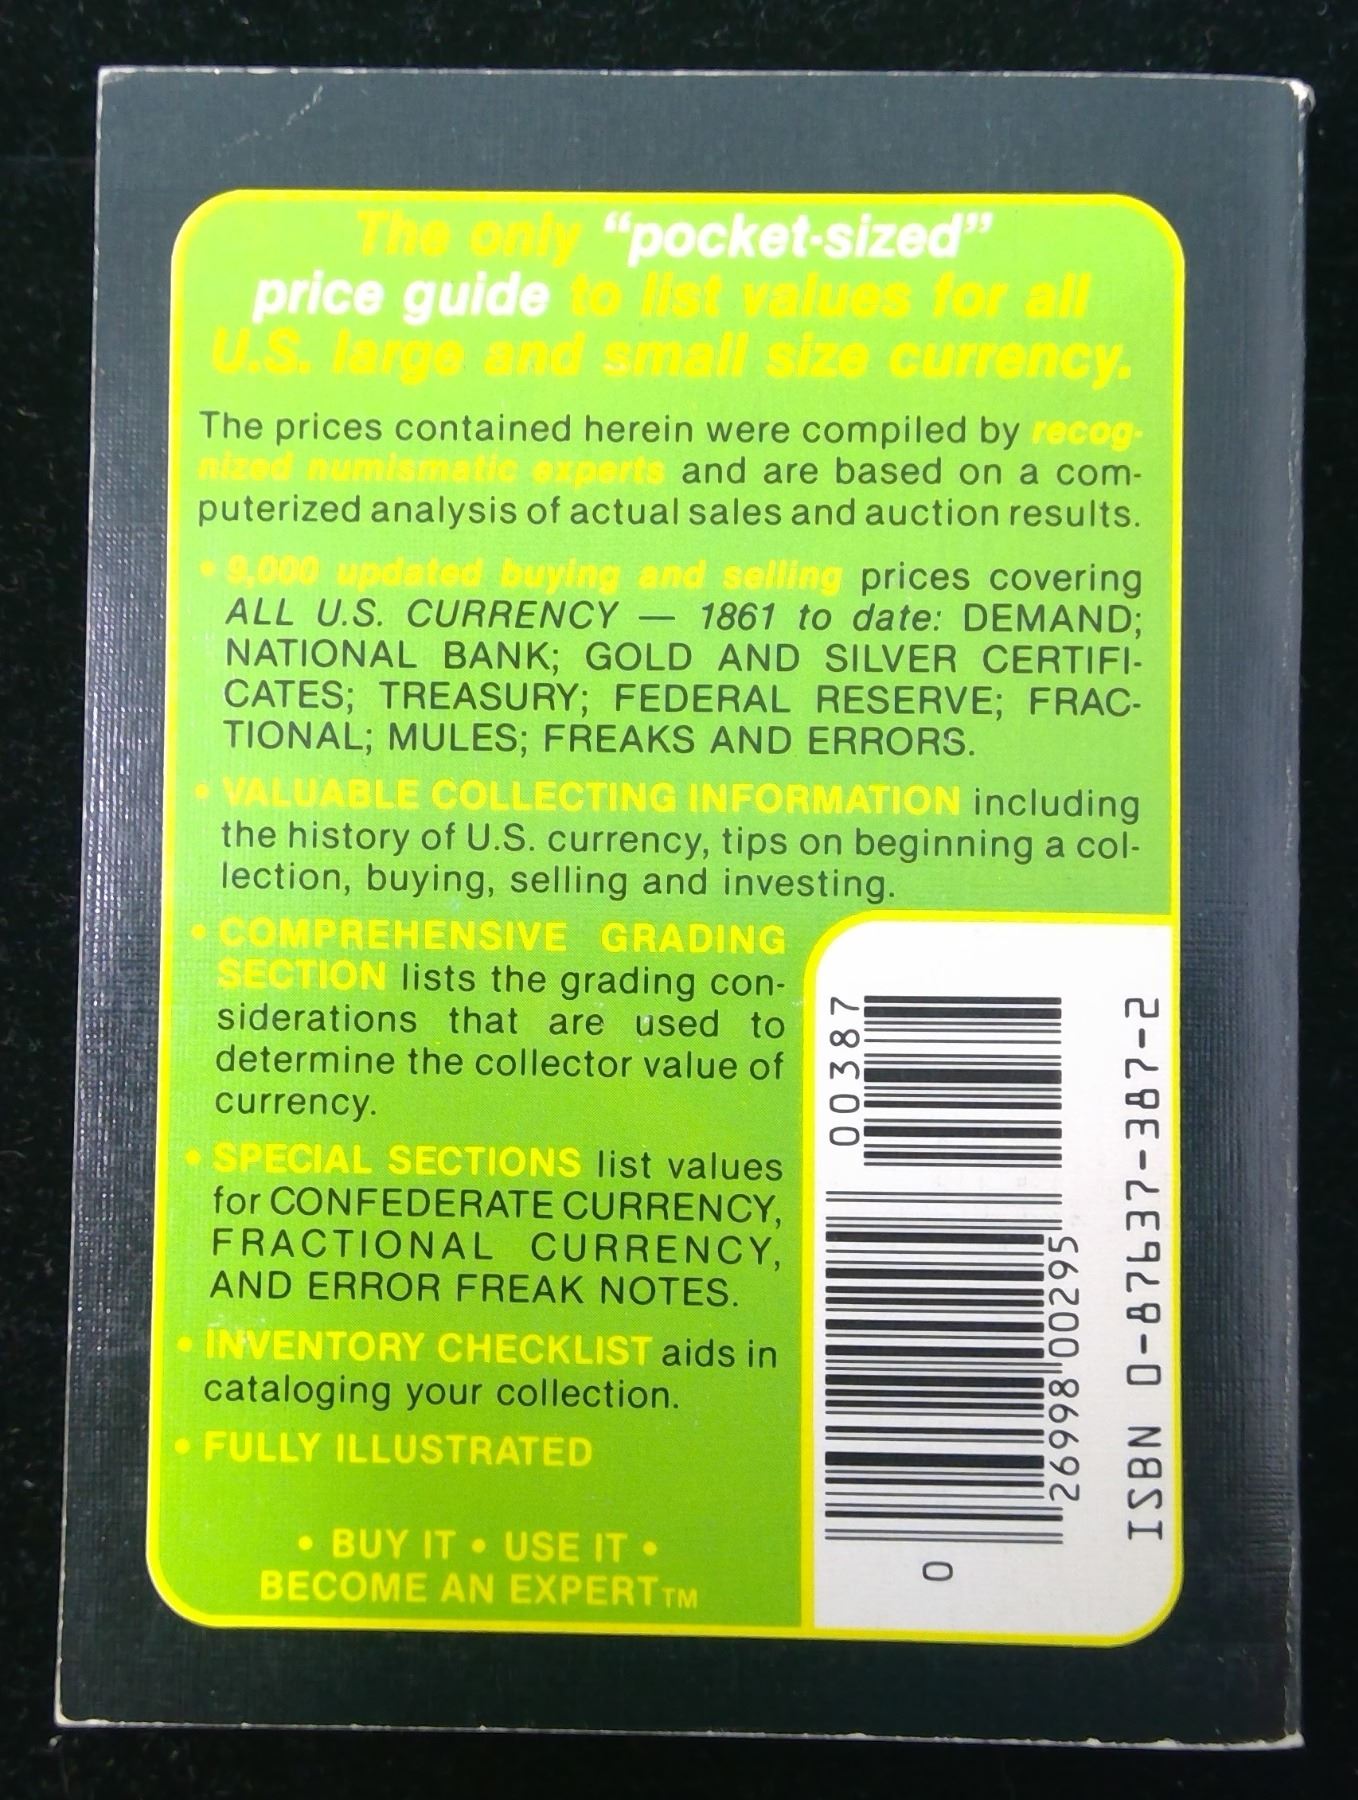 The only “pocket-sized”
price guide to list values for all
U.S. large and small size currency.
The prices contained herein were compiled by recog-
nized numismatic experts and are based on a com-
puterized analysis of actual sales and auction results.
• 9,000 updated buying and selling prices covering
ALL U.S. CURRENCY — 1861 to date: DEMAND;
NATIONAL BANK; GOLD AND SILVER CERTIFI-
CATES; TREASURY; FEDERAL RESERVE; FRAC-
TIONAL; MULES; FREAKS AND ERRORS.
• VALUABLE COLLECTING INFORMATION including
the history of U.S. currency, tips on beginning a col-
lection, buying, selling and investing.
• COMPREHENSIVE GRADING
SECTION lists the grading con-
siderations that are used to
determine the collector value of
currency.
• SPECIAL SECTIONS list values
for CONFEDERATE CURRENCY,
FRACTIONAL CURRENCY,
AND ERROR FREAK NOTES.
• INVENTORY CHECKLIST aids in
cataloging your collection.
• FULLY ILLUSTRATED
• BUY IT • USE IT •
BECOME AN EXPERT™
00387
0
26998 00295
ISBN 0-87637-387-2